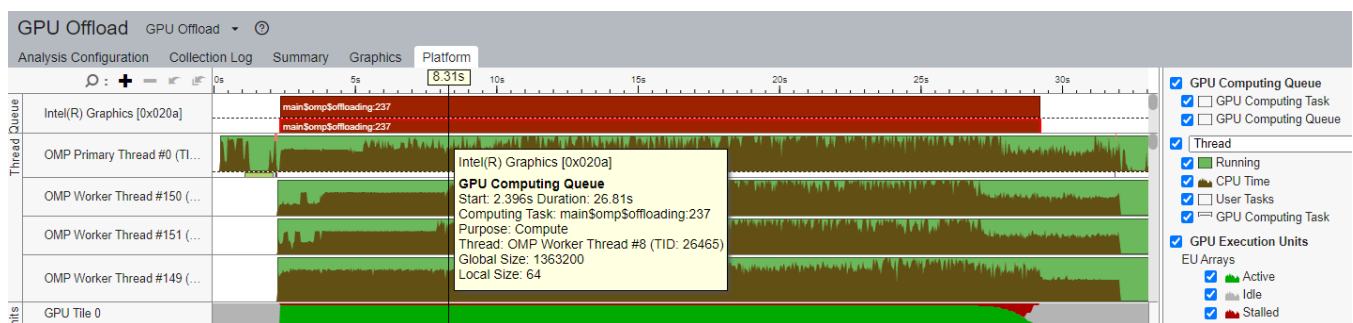 GPU Offload GPU Offload
Analysis Configuration Collection Log Summary Graphics Platform
0s 5s 8.31s 10s 15s 20s 25s 30s
Queue
Intel(R) Graphics [0x020a]
main$omp$offloading:237
main$omp$offloading:237
Thread
OMP Primary Thread #0 (TI...
OMP Worker Thread #150 (...
OMP Worker Thread #151 (...
OMP Worker Thread #149 (...
GPU Tile 0
Intel(R) Graphics [0x020a]
GPU Computing Queue
Start: 2.396s Duration: 26.81s
Computing Task: main$omp$offloading:237
Purpose: Compute
Thread: OMP Worker Thread #8 (TID: 26465)
Global Size: 1363200
Local Size: 64
GPU Computing Queue
GPU Computing Task
GPU Computing Queue
Thread
Running
CPU Time
User Tasks
GPU Computing Task
GPU Execution Units
EU Arrays
Active
Idle
Stalled